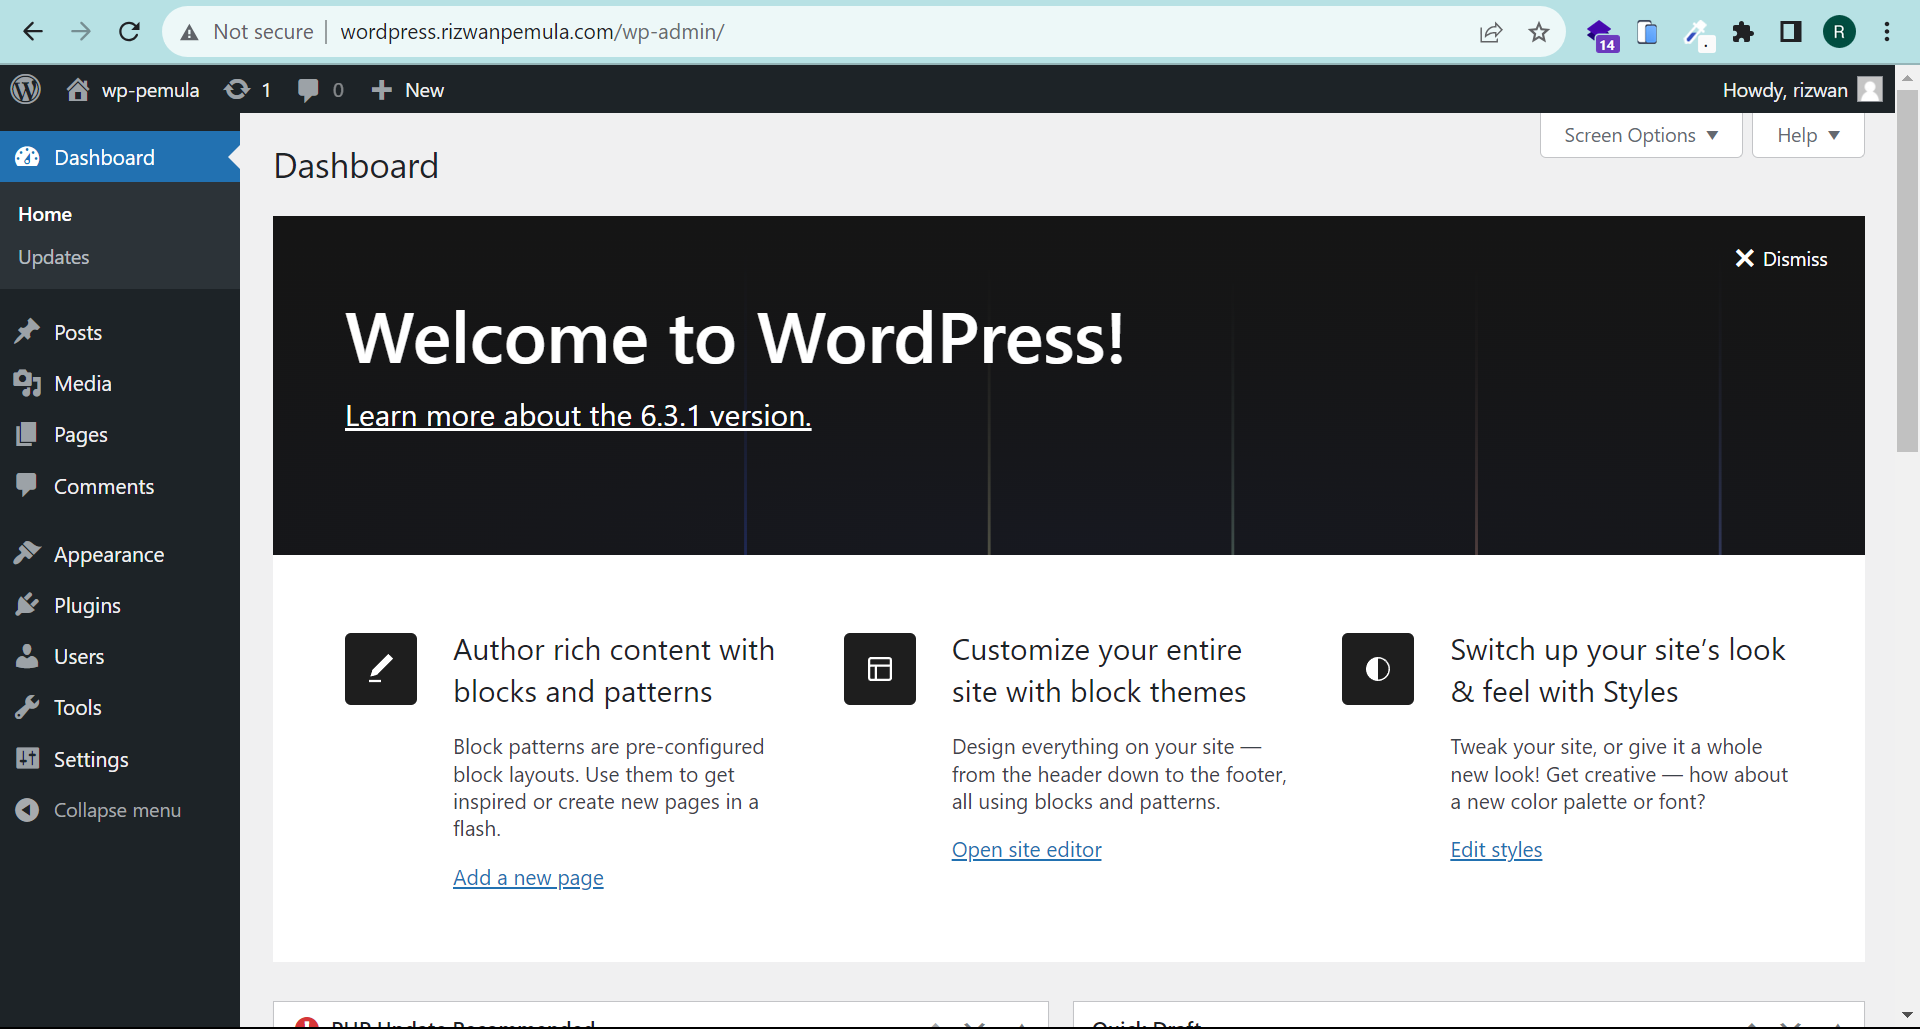 Not secure wordpress.rizwanpemula.com/wp-admin/
14
R
wp-pemula 1 0 New
Howdy, rizwan
Screen Options Help
Dashboard
Home
Updates
Posts
Media
Pages
Comments
Appearance
Plugins
Users
Tools
Settings
Collapse menu
Dashboard
Dismiss
Welcome to WordPress!
Learn more about the 6.3.1 version.
Author rich content with
blocks and patterns
Block patterns are pre-configured
block layouts. Use them to get
inspired or create new pages in a
flash.
Add a new page
Customize your entire
site with block themes
Design everything on your site —
from the header down to the footer,
all using blocks and patterns.
Open site editor
Switch up your site’s look
& feel with Styles
Tweak your site, or give it a whole
new look! Get creative — how about
a new color palette or font?
Edit styles
PHP Update Recommended
Quick Draft